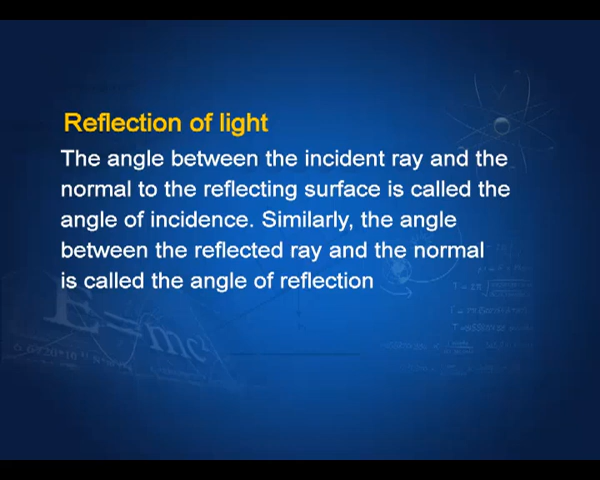 Reflection of light
The angle between the incident ray and the
normal to the reflecting surface is called the
angle of incidence. Similarly, the angle
between the reflected ray and the normal
is called the angle of reflection
E=mc²